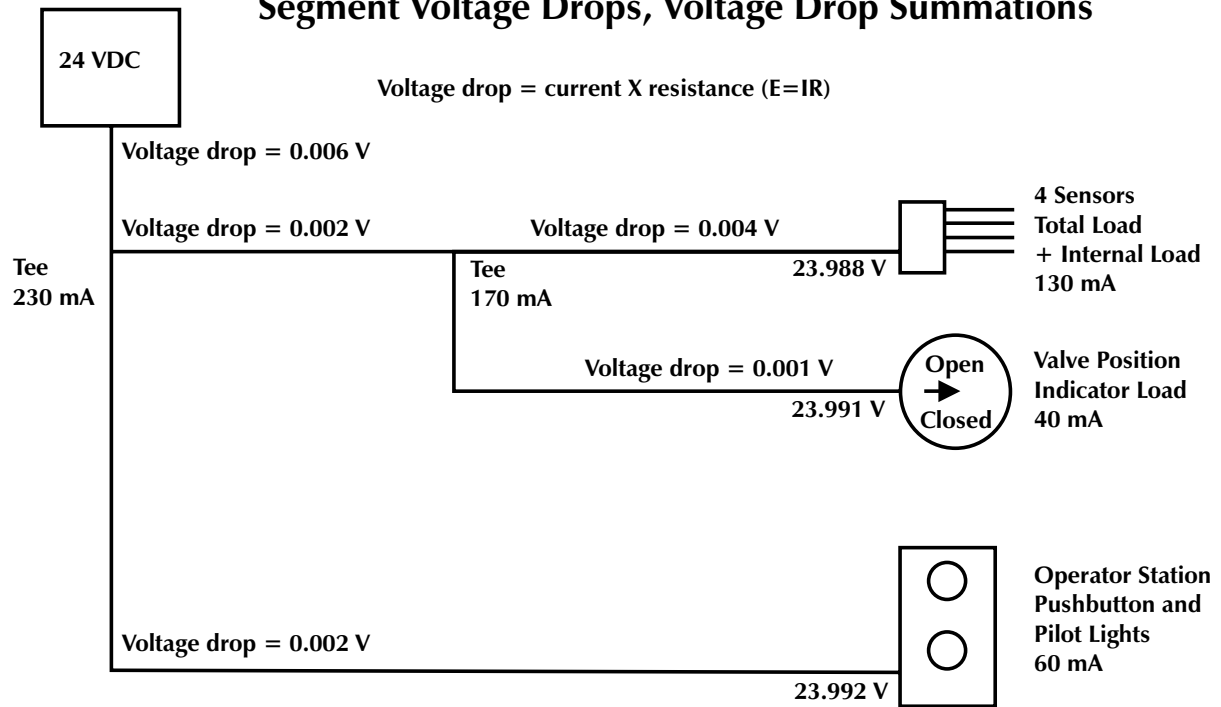 Segment Voltage Drops, Voltage Drop Summations
24 VDC
Voltage drop = current X resistance (E=IR)
Voltage drop = 0.006 V
Voltage drop = 0.002 V
Voltage drop = 0.004 V
4 Sensors
Total Load
+ Internal Load
130 mA
Tee
230 mA
Tee
170 mA
23.988 V
Voltage drop = 0.001 V
23.991 V
Open
Closed
Valve Position
Indicator Load
40 mA
Voltage drop = 0.002 V
23.992 V
Operator Station
Pushbutton and
Pilot Lights
60 mA